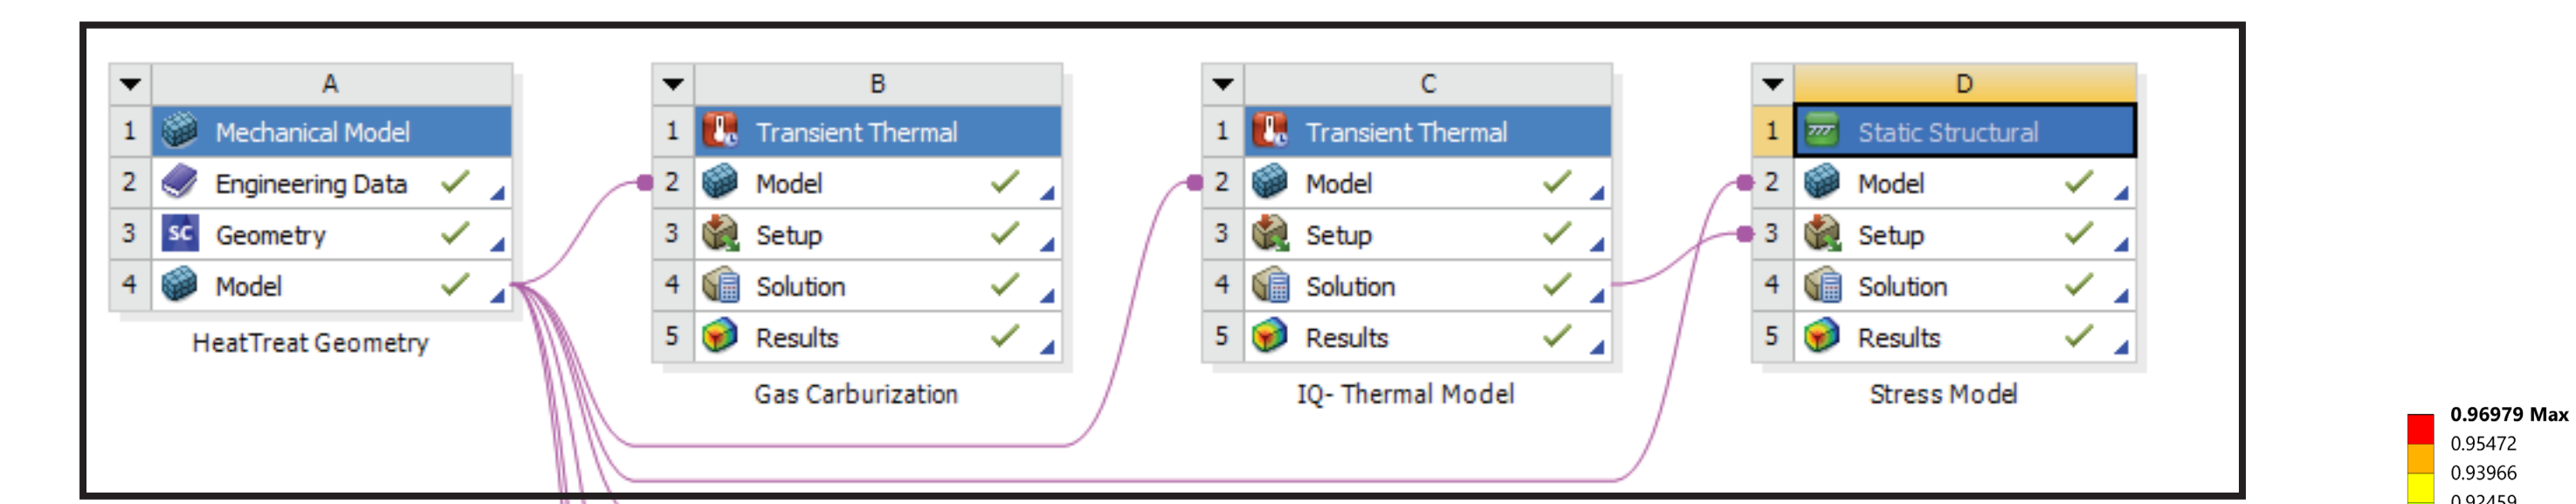 A
1 Mechanical Model
2 Engineering Data
3 SC Geometry
4 Model
HeatTreat Geometry
B
1 Transient Thermal
2 Model
3 Setup
4 Solution
5 Results
Gas Carburization
C
1 Transient Thermal
2 Model
3 Setup
4 Solution
5 Results
IQ- Thermal Model
D
1 Static Structural
2 Model
3 Setup
4 Solution
5 Results
Stress Model
0.96979 Max
0.95472
0.93966
0.92459